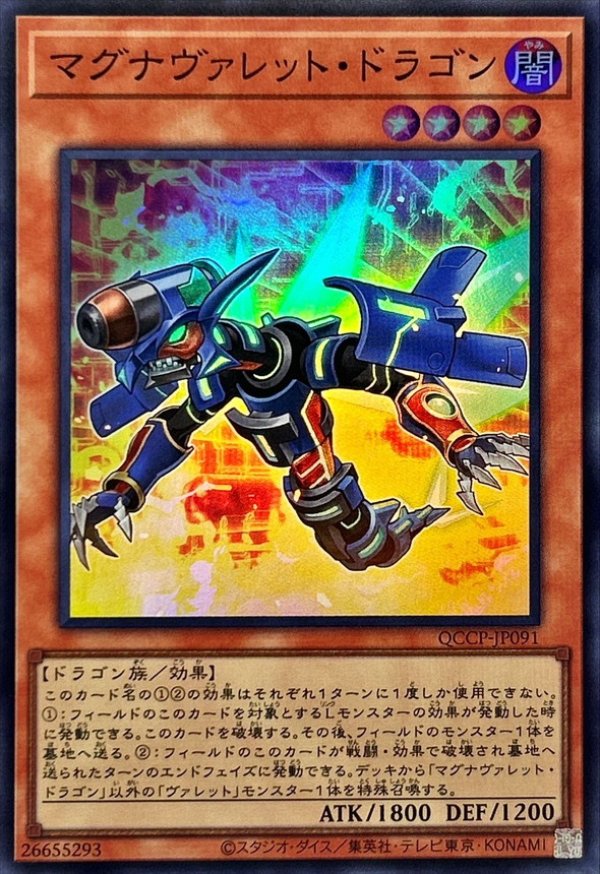 マグナヴァレット・ドラゴン
闇
QCCP-JP091
【ドラゴン族／効果】
このカード名の①②の効果はそれぞれ1ターンに1度しか使用できない。
①：フィールドのこのカードを対象とするLモンスターの効果が発動した時
に発動できる。このカードを破壊する。その後、フィールドのモンスター1体を
墓地へ送る。②：フィールドのこのカードが戦闘・効果で破壊され墓地へ
送られたターンのエンドフェイズに発動できる。デッキから「マグナヴァレット・
ドラゴン」以外の「ヴァレット」モンスター1体を特殊召喚する。
ATK/1800 DEF/1200
26655293
©スタジオ・ダイス／集英社・テレビ東京・KONAMI